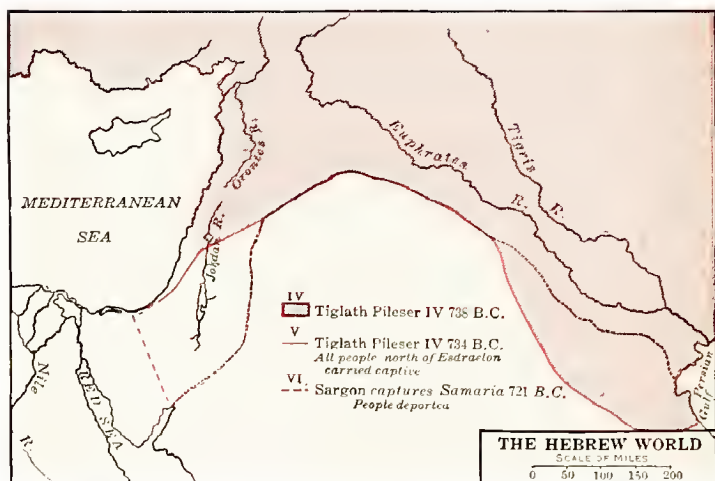 MEDITERRANEAN
SEA
Orontes R.
Euphrates
R.
Tigris
R.
Jordan R.
Nile
R.
RED SEA
Persian
Gulf
IV
Tiglath Pileser IV 738 B.C.
V
Tiglath Pileser IV 734 B.C.
All people north of Esdraelon
carried captive
VI.
Sargon captures Samaria 721 B.C.
People deported
THE HEBREW WORLD
SCALE OF MILES
0 50 100 150 200